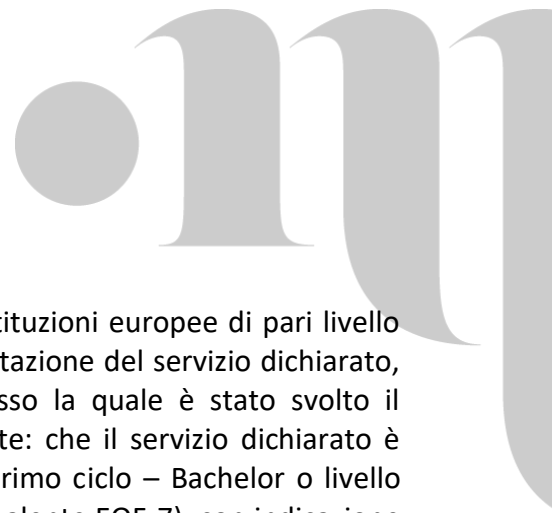 tituzioni europee di pari livello
tazione del servizio dichiarato,
sso la quale è stato svolto il
te: che il servizio dichiarato è
rimo ciclo – Bachelor o livello